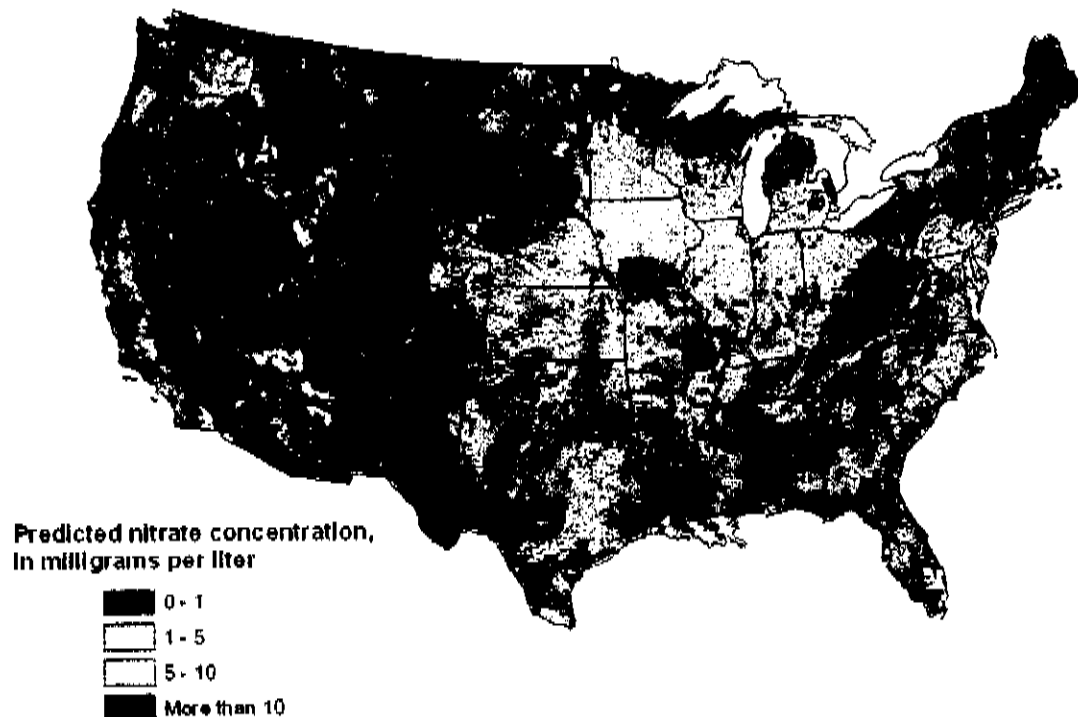 Predicted nitrate concentration,
in milligrams per liter
0 - 1
1 - 5
5 - 10
More than 10